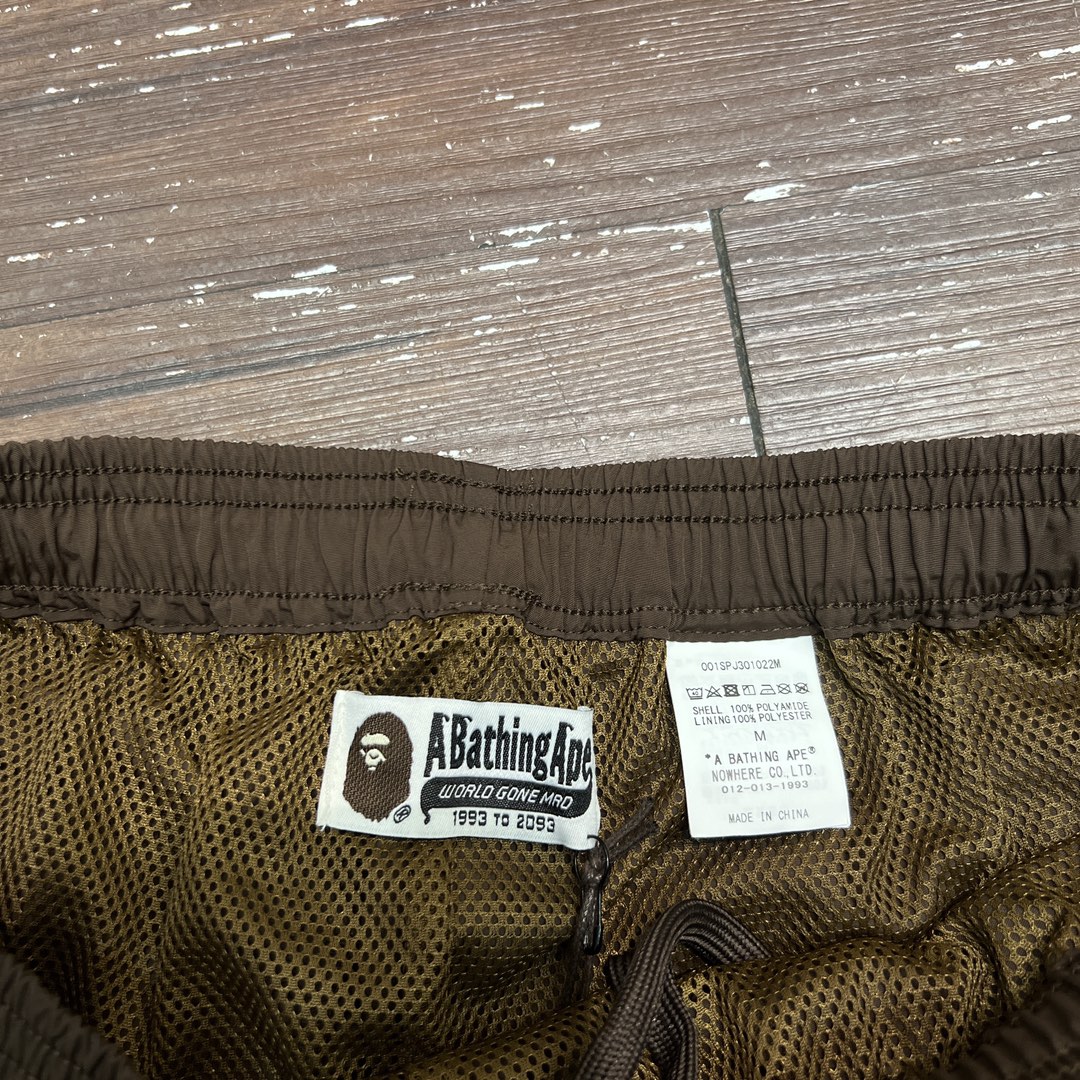 A Bathing Ape
WORLD GONE MAD
1993 TO 2093
®
001SPJ301022M
40
SHELL 100% POLYAMIDE
LINING 100% POLYESTER
M
*A BATHING APE®
NOWHERE CO., LTD.
012-013-1993
MADE IN CHINA